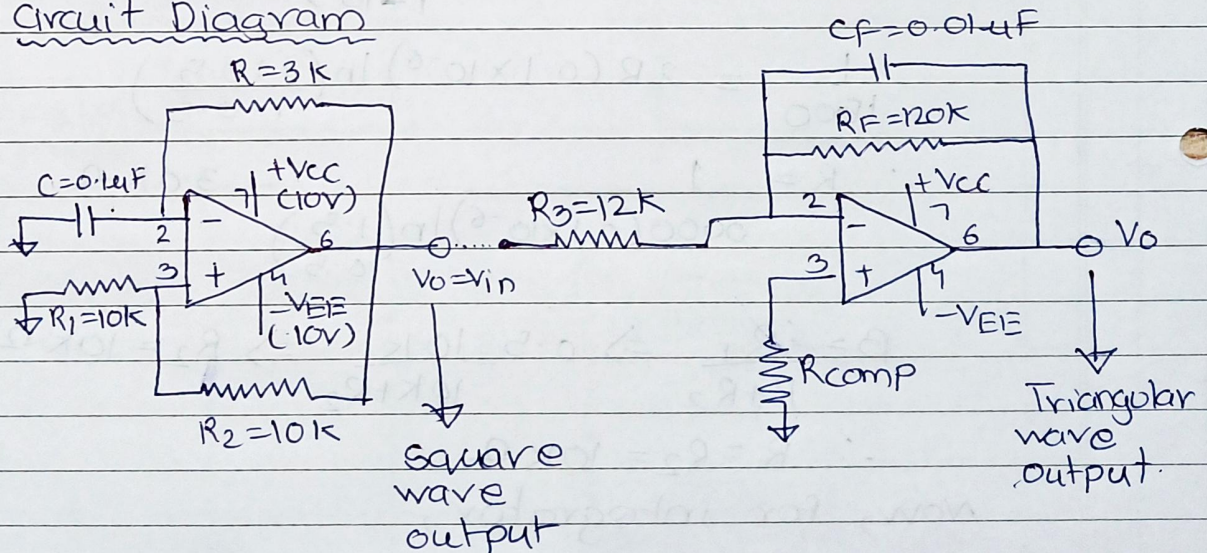 Circuit Diagram
CF=0.01uF
R=3K
RF=120K
C=0.1uF
7 +VCC
(10V)
+VCC
7
R3=12K
2
-
2
-
6
6
Vo
3
+
4
Vo=Vin
3
+
4
R1=10K
-VEE
(10V)
-VEE
Rcomp
R2=10K
Triangular
wave
output.
square
wave
output